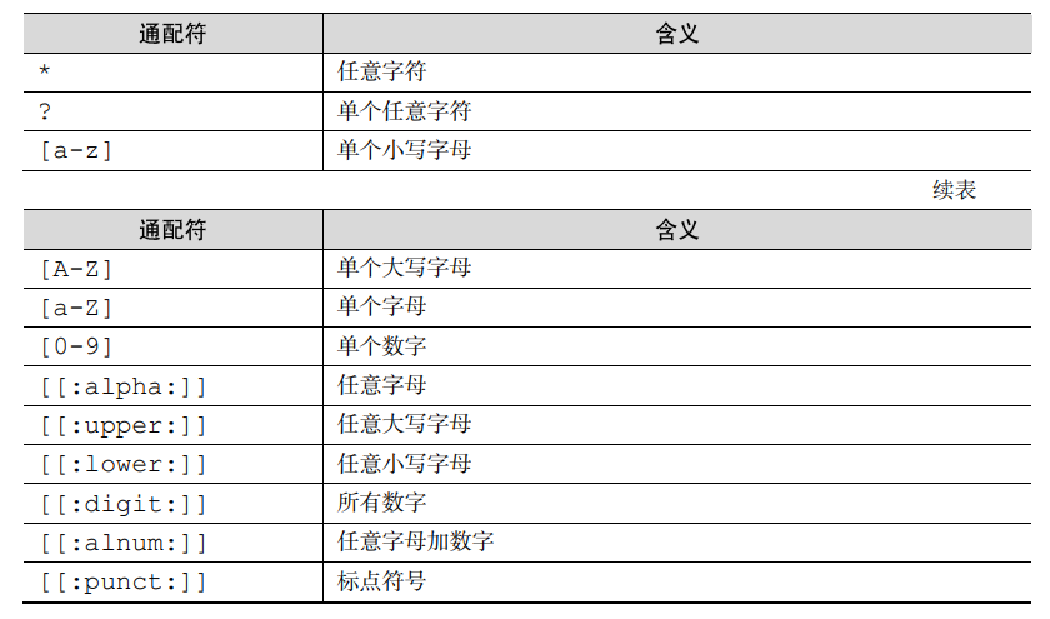 通配符 含义
* 任意字符
? 单个任意字符
[a-z] 单个小写字母
续表
通配符 含义
[A-Z] 单个大写字母
[a-Z] 单个字母
[0-9] 单个数字
[[:alpha:]] 任意字母
[[:upper:]] 任意大写字母
[[:lower:]] 任意小写字母
[[:digit:]] 所有数字
[[:alnum:]] 任意字母加数字
[[:punct:]] 标点符号